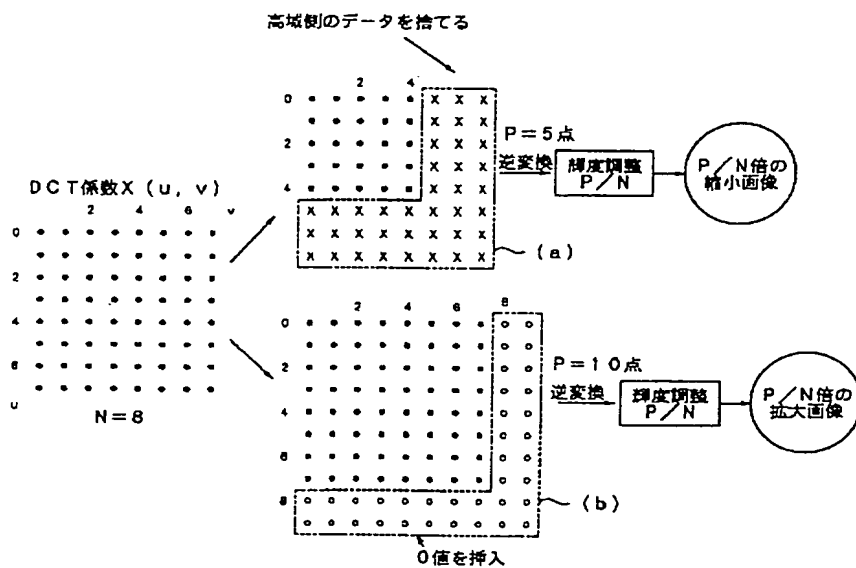 高域側のデータを捨てる
2 4
0
2
4
X X X
X X X
X X X
X X X
X X X
X X X X X X X X
X X X X X X X X
X X X X X X X X
P=5点
逆変換
輝度調整
P/N
P/N倍の
縮小画像
(a)
DCT係数X(u, v)
2 4 6 v
0
2
4
6
u
N=8
2 4 6 8
0
2
4
6
8
P=10点
逆変換
輝度調整
P/N
P/N倍の
拡大画像
(b)
0値を挿入